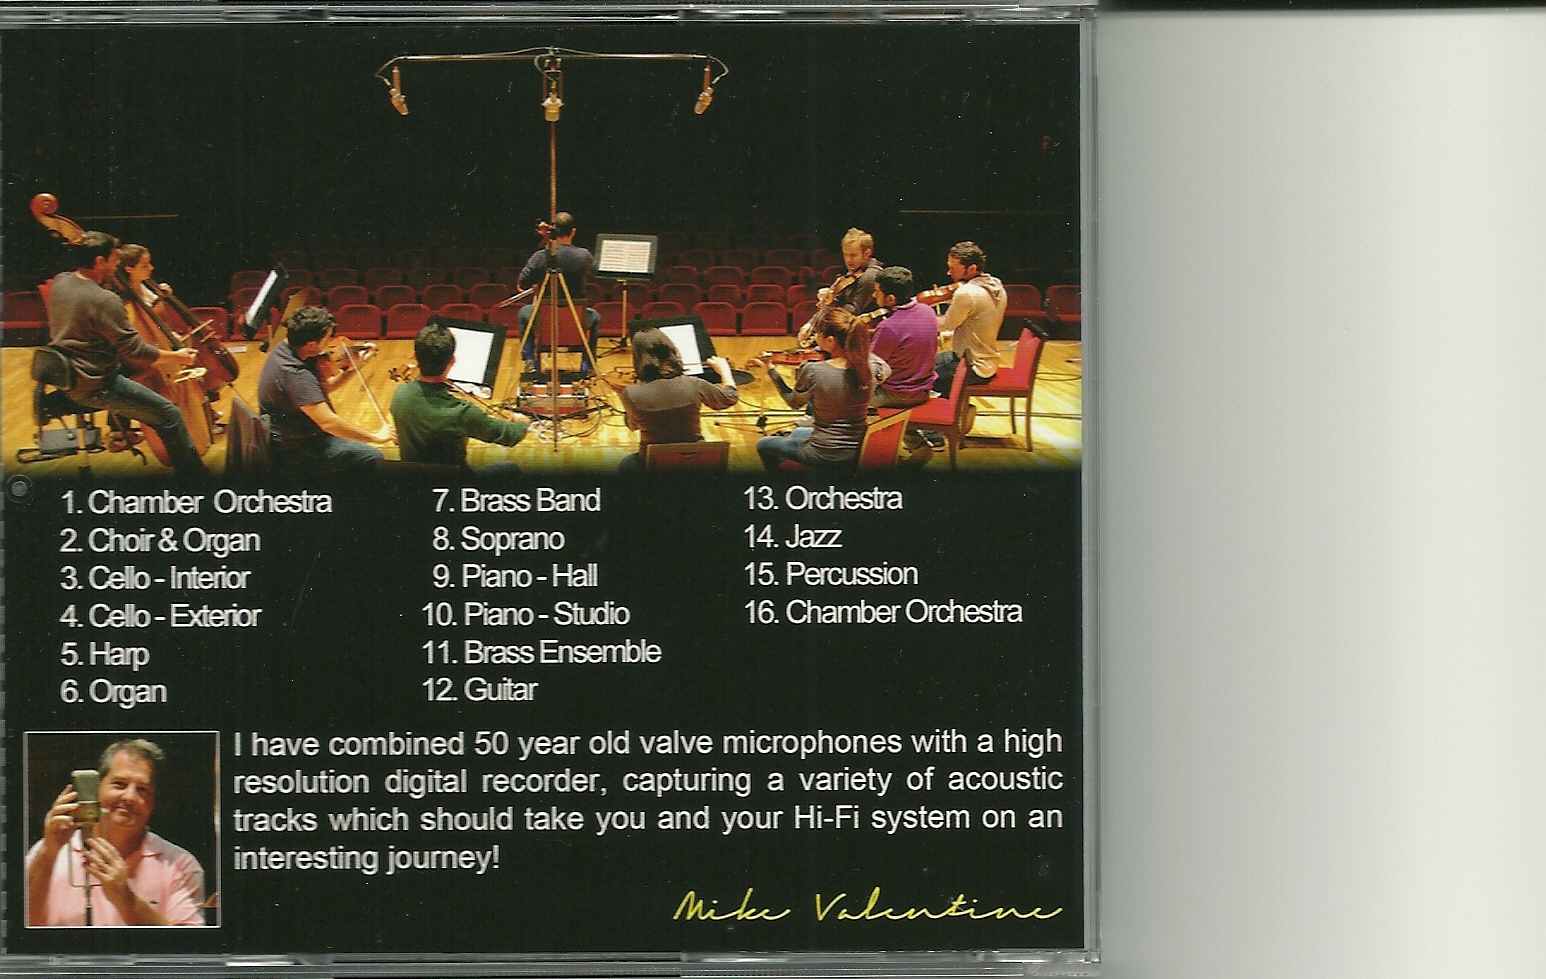 1. Chamber Orchestra
2. Choir & Organ
3. Cello - Interior
4. Cello - Exterior
5. Harp
6. Organ
7. Brass Band
8. Soprano
9. Piano - Hall
10. Piano - Studio
11. Brass Ensemble
12. Guitar
13. Orchestra
14. Jazz
15. Percussion
16. Chamber Orchestra
I have combined 50 year old valve microphones with a high
resolution digital recorder, capturing a variety of acoustic
tracks which should take you and your Hi-Fi system on an
interesting journey!
Mike Valentine